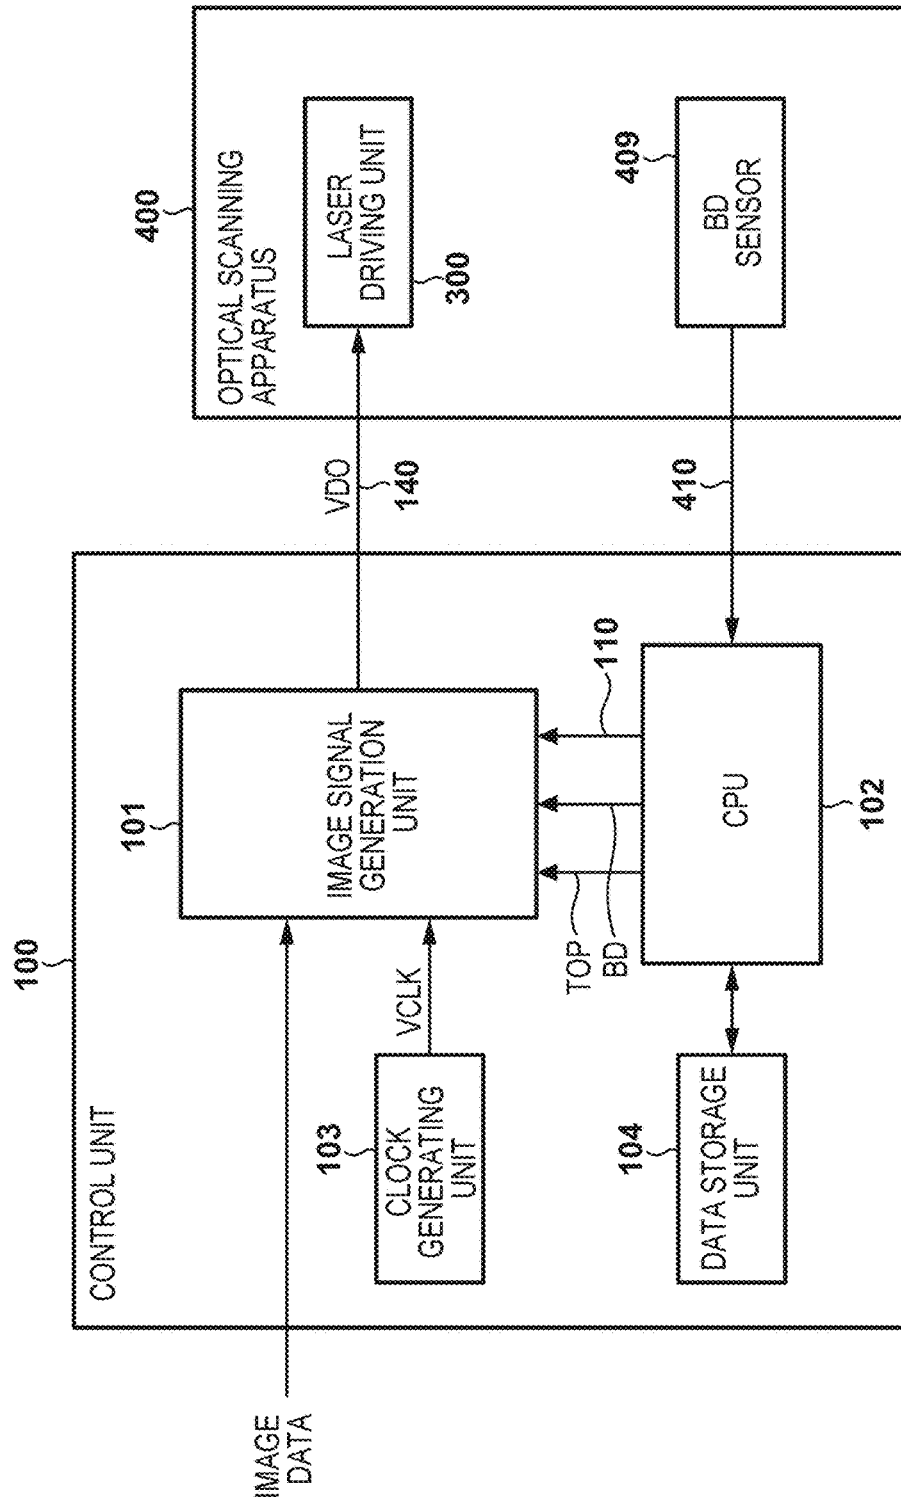 CONTROL UNIT
100
IMAGE
DATA
101
IMAGE SIGNAL
GENERATION
UNIT
VCLK
103
CLOCK
GENERATING
UNIT
TOP
BD
110
104
DATA STORAGE
UNIT
CPU
102
VDO
140
410
400
OPTICAL SCANNING
APPARATUS
LASER
DRIVING UNIT
300
409
BD
SENSOR